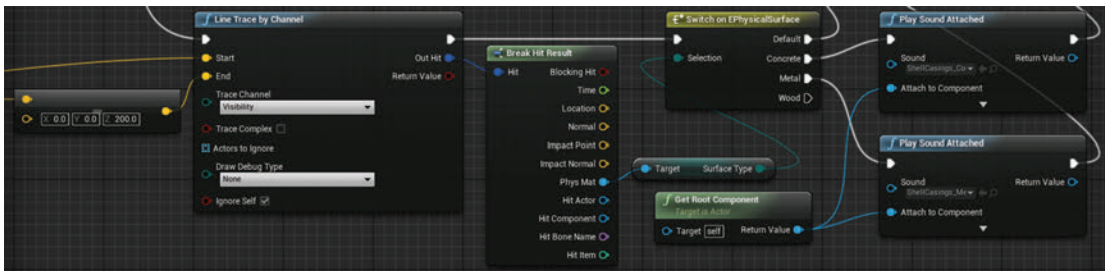 Line Trace by Channel
Start
End
Out Hit
Return Value
Trace Channel
Visibility
Trace Complex
Actors to Ignore
Draw Debug Type
None
Ignore Self
X 0.0 Y 0.0 Z 200.0
Break Hit Result
Hit
Blocking Hit
Time
Location
Normal
Impact Point
Impact Normal
Phys Mat
Hit Actor
Hit Component
Hit Bone Name
Hit Item
Target
Surface Type
Get Root Component
Target is Actor
Target self
Return Value
Switch on EPhysicalSurface
Selection
Default
Concrete
Metal
Wood
Play Sound Attached
Sound
ShellCasings_Co
Return Value
Attach to Component
Play Sound Attached
Sound
ShellCasings_Me
Return Value
Attach to Component